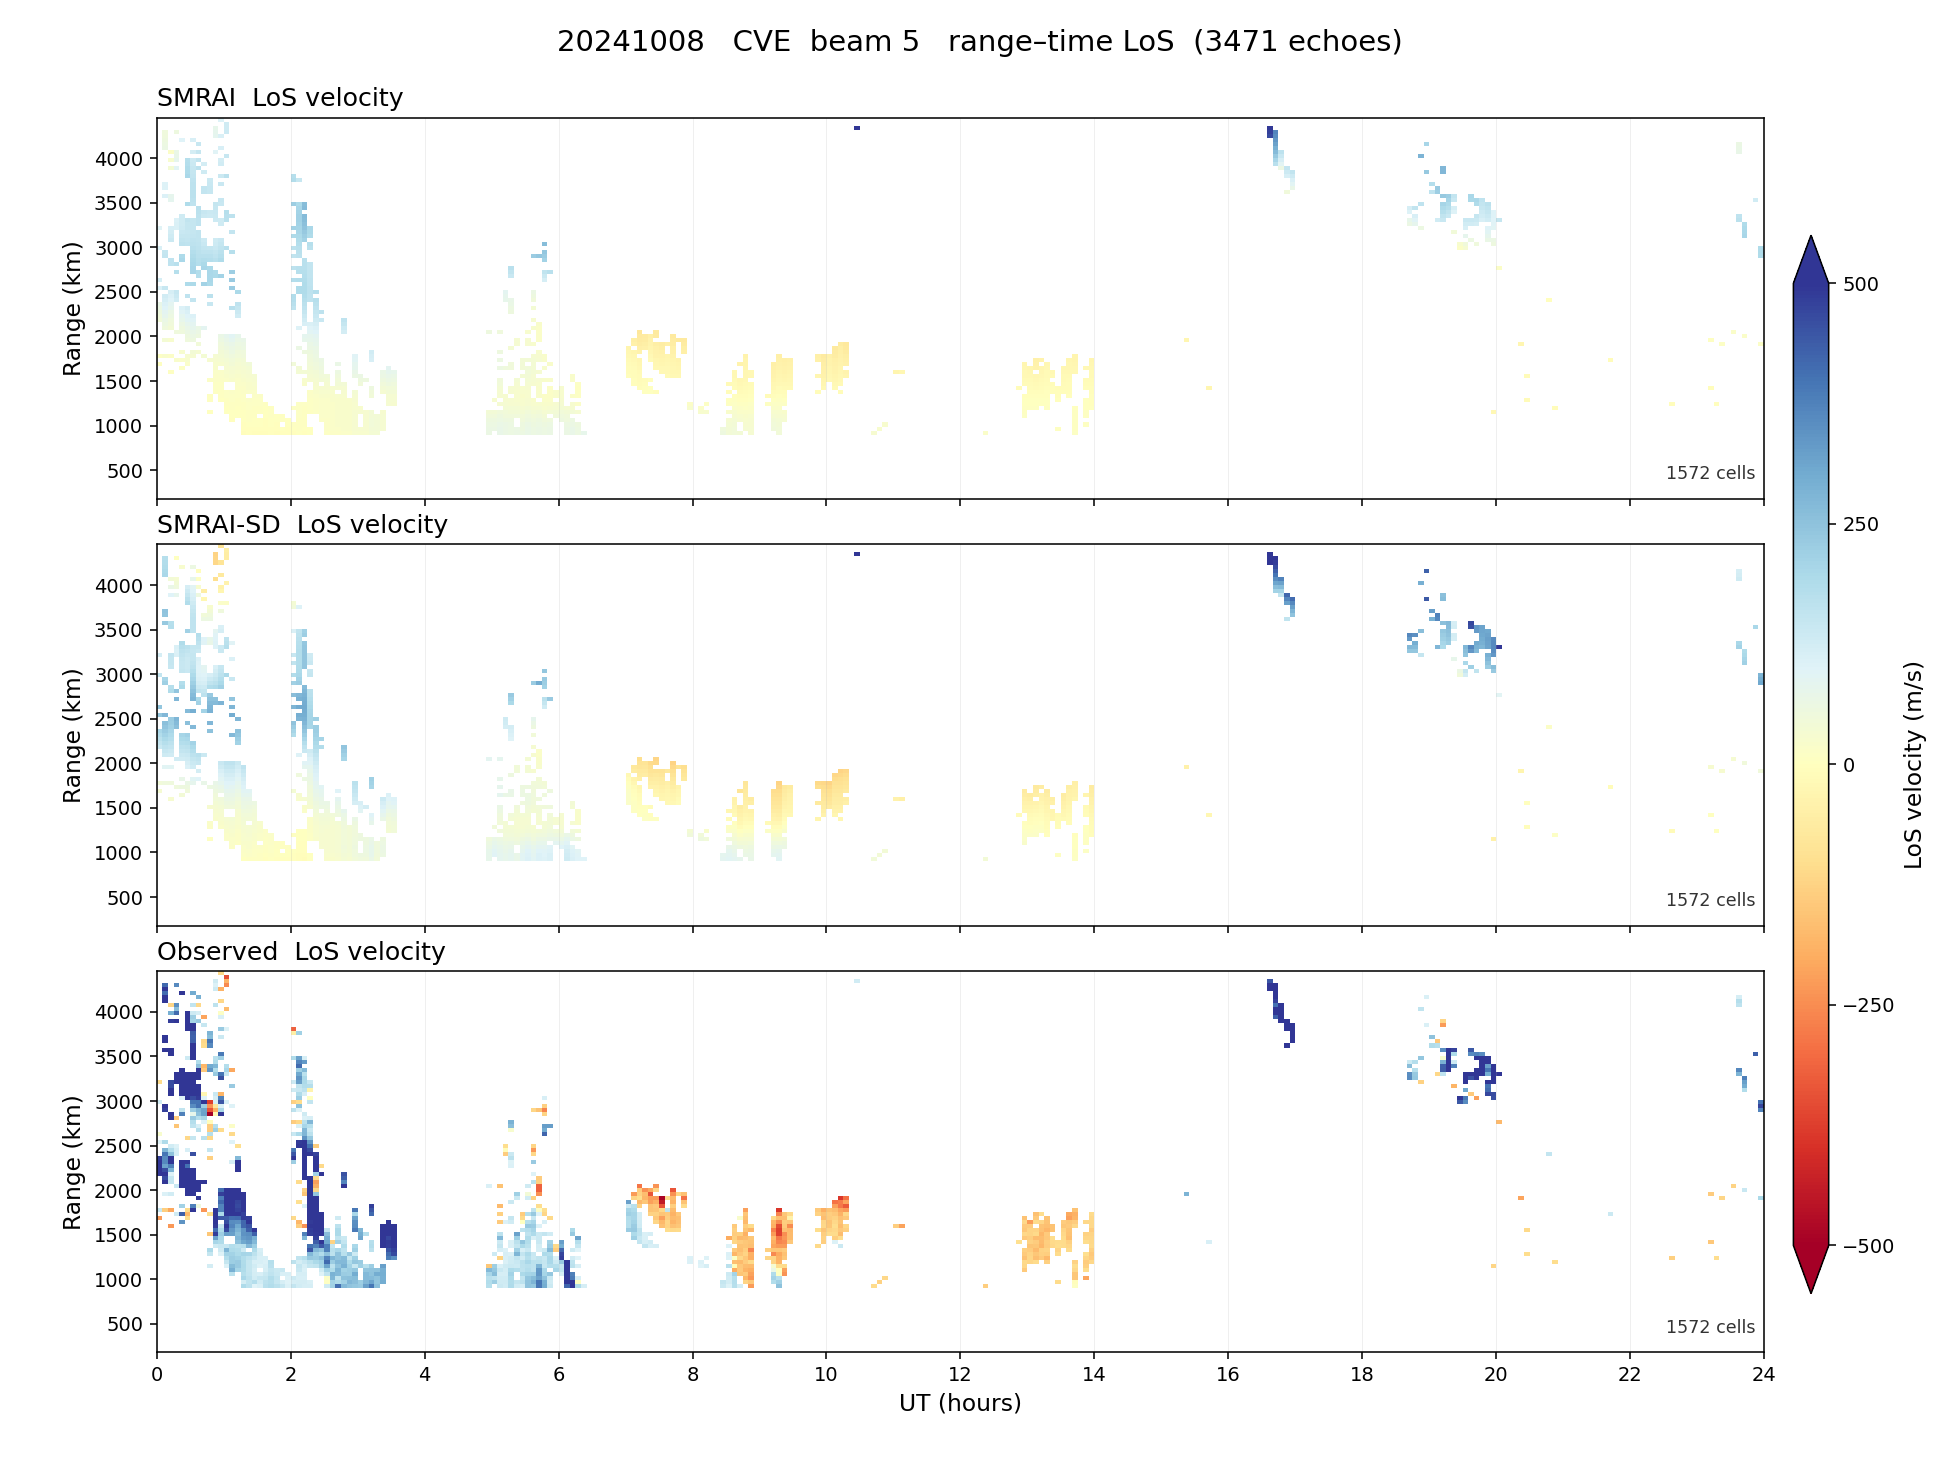 20241008   CVE  beam 5   range–time LoS  (3471 echoes)
SMRAI  LoS velocity
Range (km)
4000
3500
3000
2500
2000
1500
1000
500
1572 cells
SMRAI-SD  LoS velocity
Range (km)
4000
3500
3000
2500
2000
1500
1000
500
1572 cells
Observed  LoS velocity
Range (km)
4000
3500
3000
2500
2000
1500
1000
500
1572 cells
0 2 4 6 8 10 12 14 16 18 20 22 24
UT (hours)
500
250
0
−250
−500
LoS velocity (m/s)